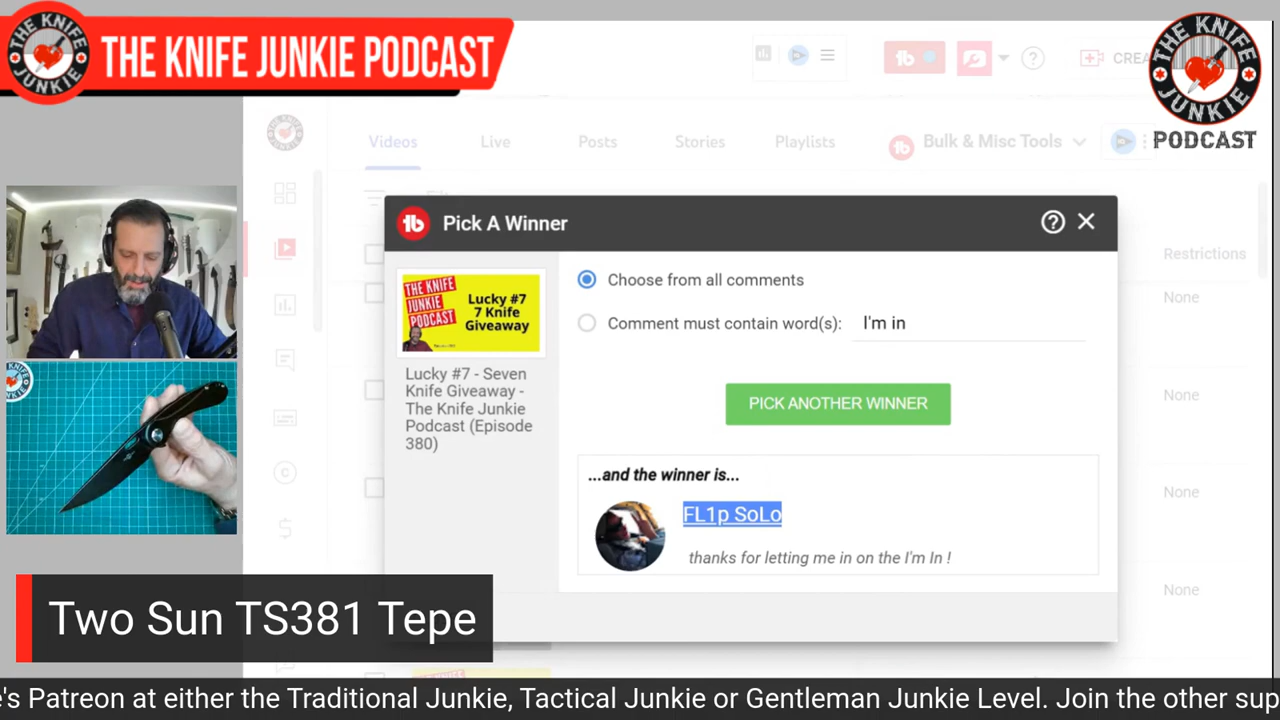 THE KNIFE JUNKIE PODCAST
THE KNIFE
JUNKIE
THE KNIFE
JUNKIE
PODCAST
CREA
Videos
Live
Posts
Stories
Playlists
Bulk & Misc Tools
Pick A Winner
Restrictions
None
None
None
None
Choose from all comments
Comment must contain word(s): I'm in
THE KNIFE
JUNKIE
PODCAST
Lucky #7
7 Knife
Giveaway
Lucky #7 - Seven
Knife Giveaway -
The Knife Junkie
Podcast (Episode
380)
PICK ANOTHER WINNER
...and the winner is...
FL1p SoLo
thanks for letting me in on the I'm In !
Two Sun TS381 Tepe
e's Patreon at either the Traditional Junkie, Tactical Junkie or Gentleman Junkie Level. Join the other sup